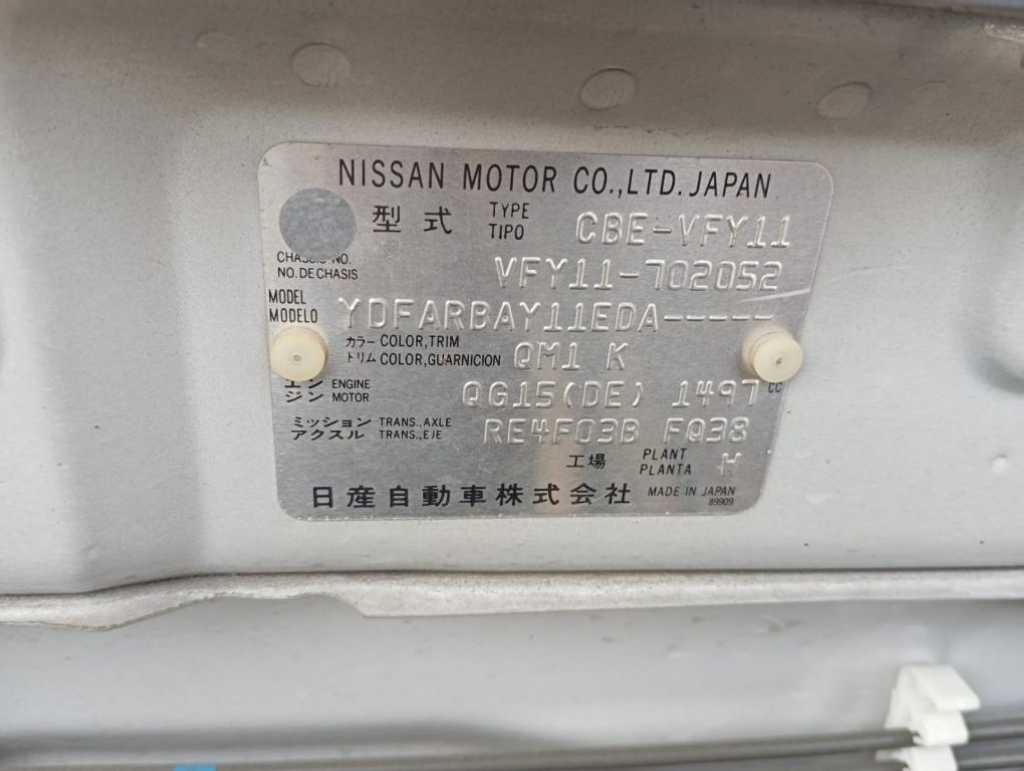 NISSAN MOTOR CO.,LTD. JAPAN
型式 TYPE TIPO CBE-VFY11
CHASSIS NO.
NO. DE CHASIS VFY11-702052
MODEL
MODELO YDFARBAY11EDA-----
カラー COLOR,TRIM
トリム COLOR,GUARNICION QM1 K
エンジン ENGINE MOTOR QG15(DE) 1497 CC
ミッション TRANS.,AXLE
アクスル TRANS.,EJE RE4F03B FQ38
工場 PLANT PLANTA H
日産自動車株式会社 MADE IN JAPAN
89909